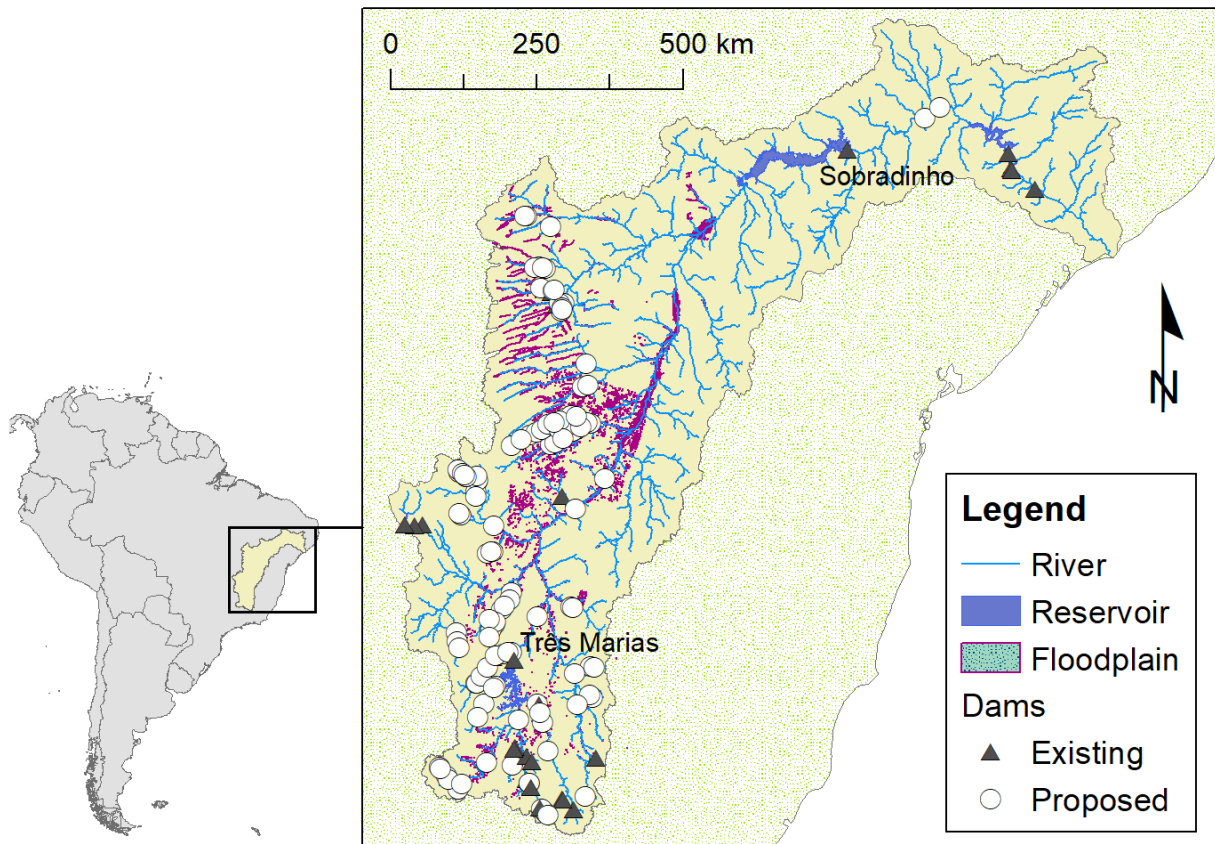 0 250 500 km
Sobradinho
N
Três Marias
Legend
River
Reservoir
Floodplain
Dams
Existing
Proposed